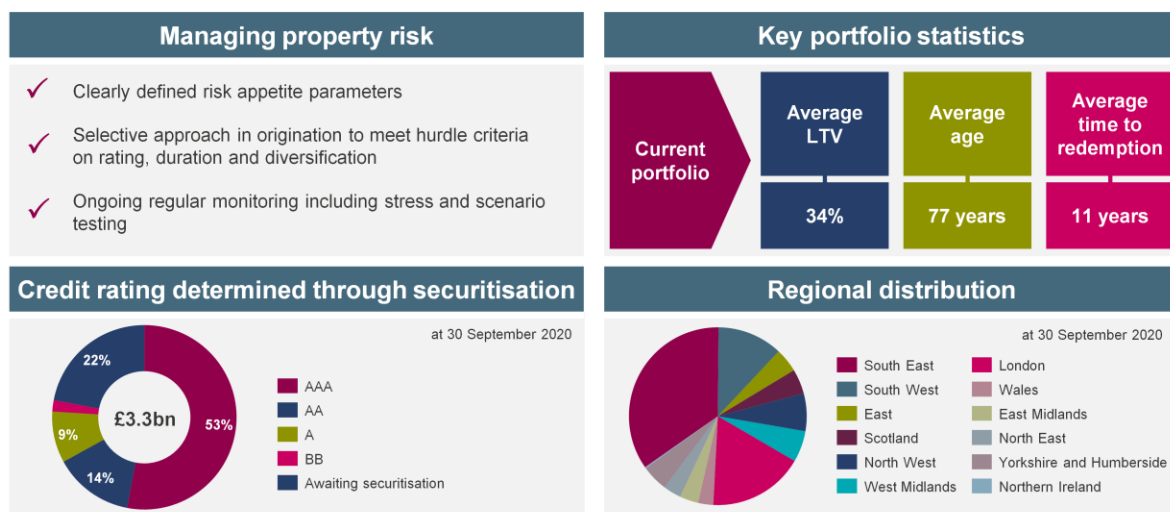 Managing property risk
Clearly defined risk appetite parameters
Selective approach in origination to meet hurdle criteria
on rating, duration and diversification
Ongoing regular monitoring including stress and scenario
testing
Key portfolio statistics
Current
portfolio
Average
LTV
34%
Average
age
77 years
Average
time to
redemption
11 years
Credit rating determined through securitisation
at 30 September 2020
22%
53%
£3.3bn
9%
14%
AAA
AA
A
BB
Awaiting securitisation
Regional distribution
at 30 September 2020
South East
South West
East
Scotland
North West
West Midlands
London
Wales
East Midlands
North East
Yorkshire and Humberside
Northern Ireland